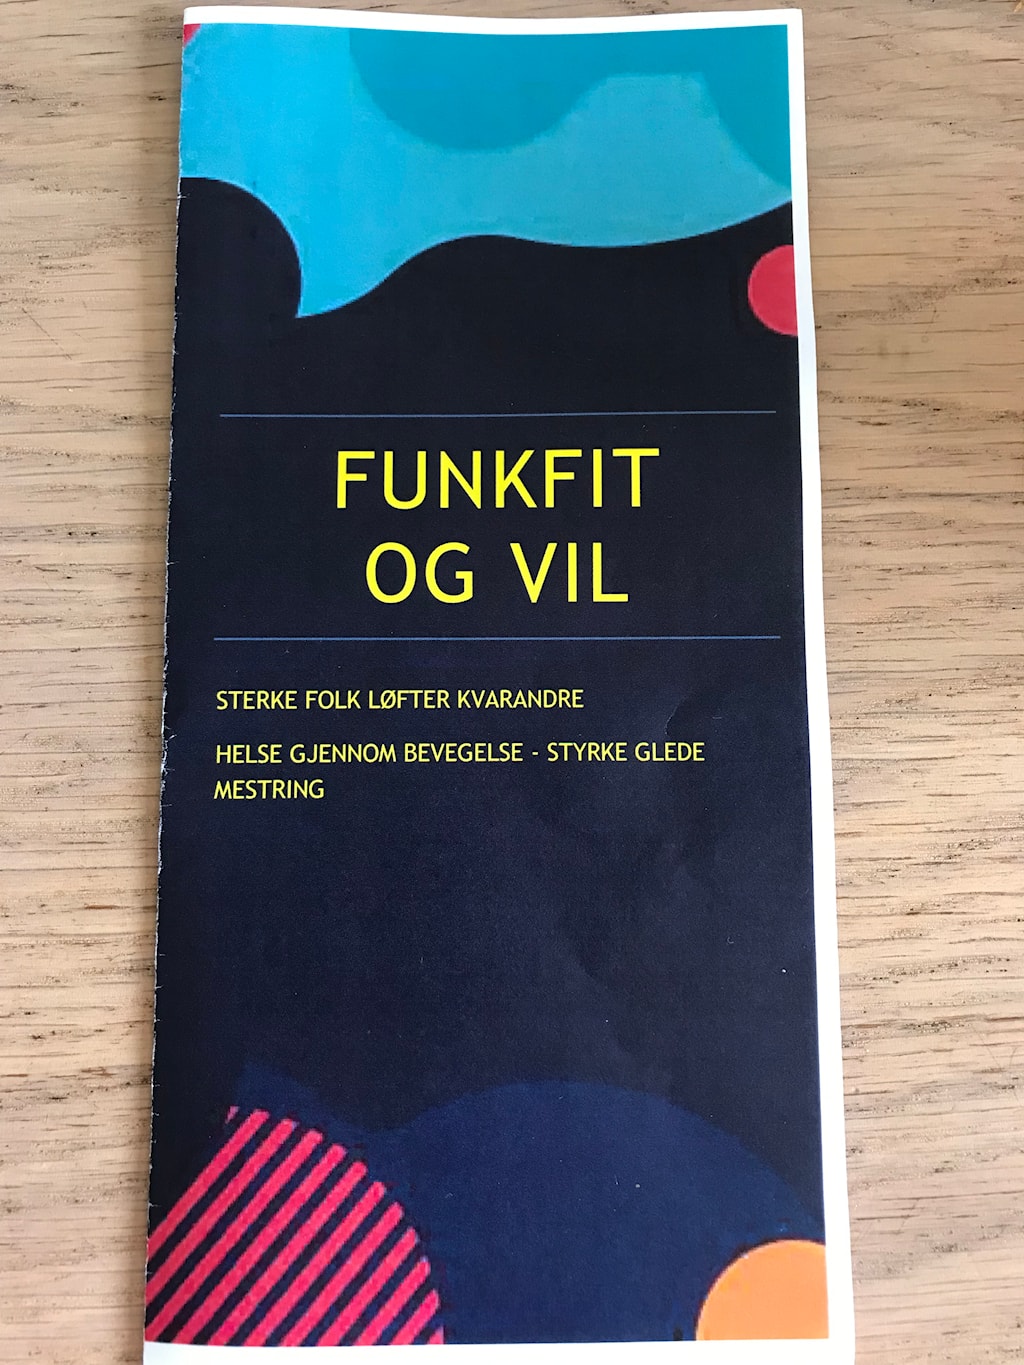 FUNKFIT
OG VIL
STERKE FOLK LØFTER KVARANDRE
HELSE GJENNOM BEVEGELSE - STYRKE GLEDE
MESTRING